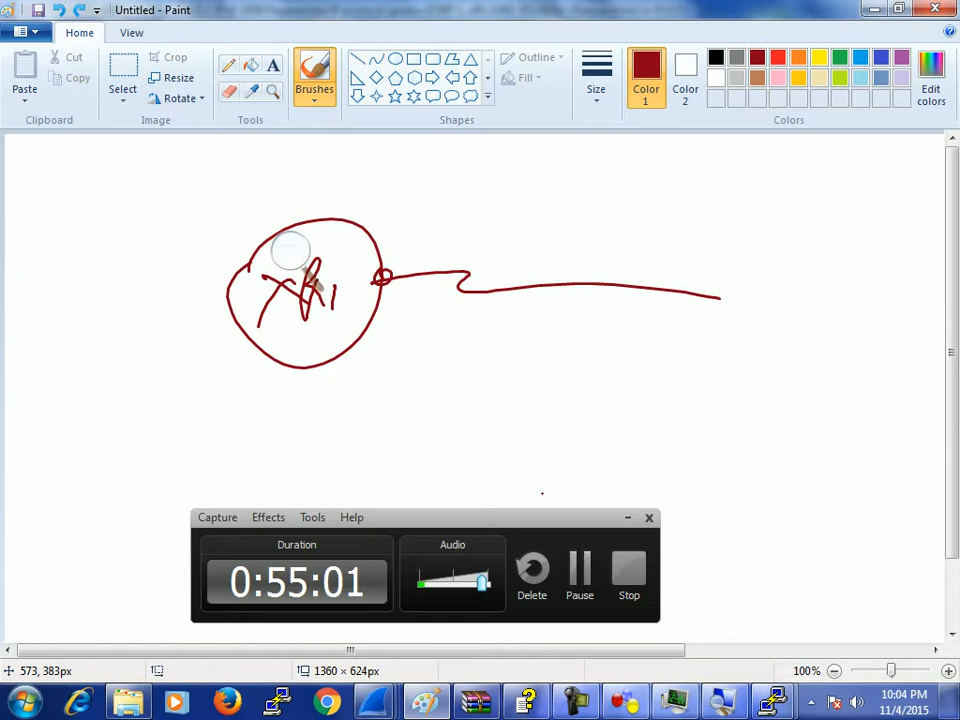 Untitled - Paint
Home
View
Paste
Cut
Copy
Clipboard
Select
Crop
Resize
Rotate
Image
A
Tools
Brushes
Outline
Fill
Shapes
Size
Color 1
Color 2
Edit colors
Colors
Capture Effects Tools Help
Duration
0:55:01
Audio
Delete
Pause
Stop
573, 383px
1360 × 624px
100%
10:04 PM
11/4/2015